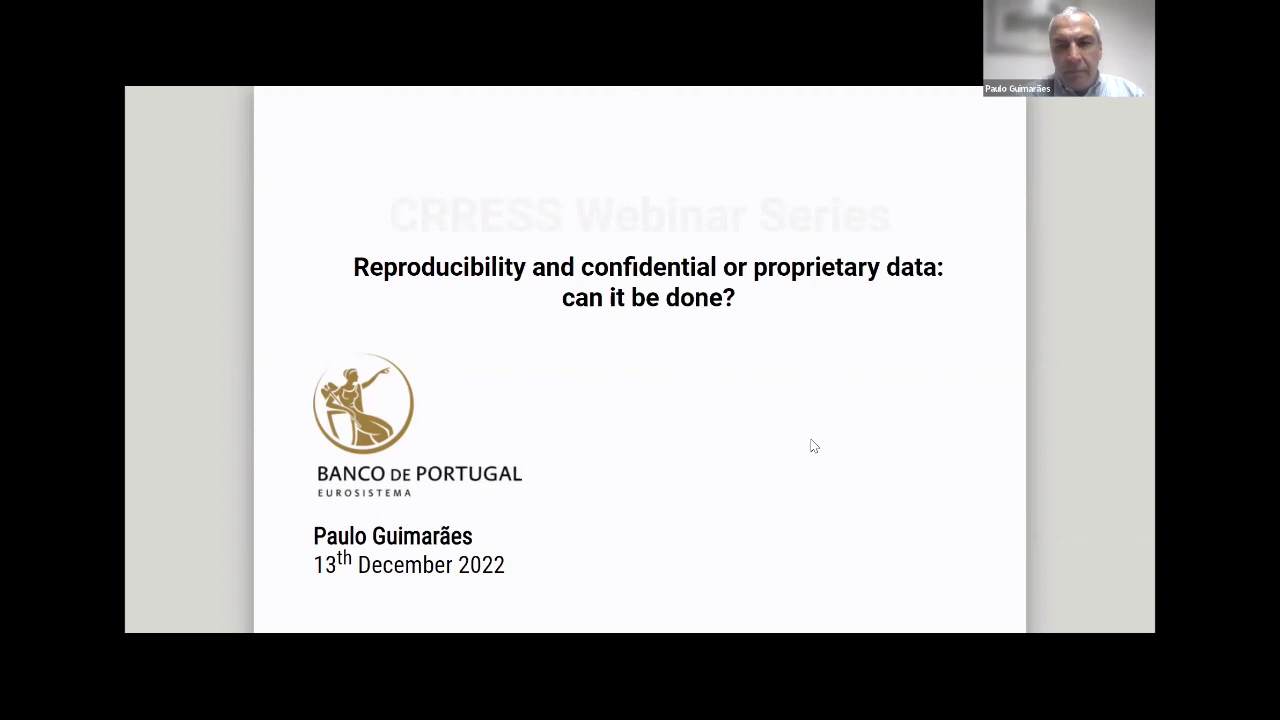 Paulo Guimarães
CRRESS Webinar Series
Reproducibility and confidential or proprietary data:
can it be done?
BANCO DE PORTUGAL
EUROSISTEMA
Paulo Guimarães
13th December 2022